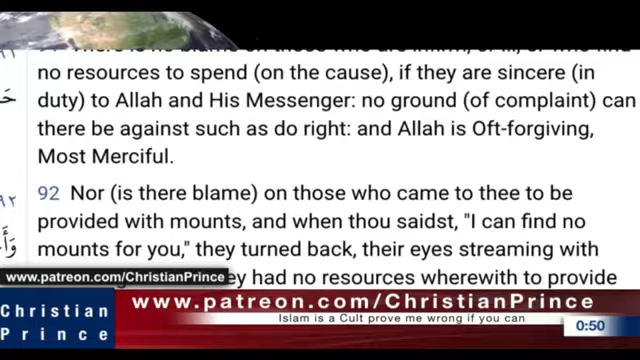 no resources to spend (on the cause), if they are sincere (in
duty) to Allah and His Messenger: no ground (of complaint) can
there be against such as do right: and Allah is Oft-forgiving,
Most Merciful.
92 Nor (is there blame) on those who came to thee to be
provided with mounts, and when thou saidst, "I can find no
mounts for you," they turned back, their eyes streaming with
had no resources wherewith to provide
www.patreon.com/ChristianPrince
www.patreon.com/ChristianPrince
Christian
Prince
Islam is a Cult prove me wrong if you can
0:50